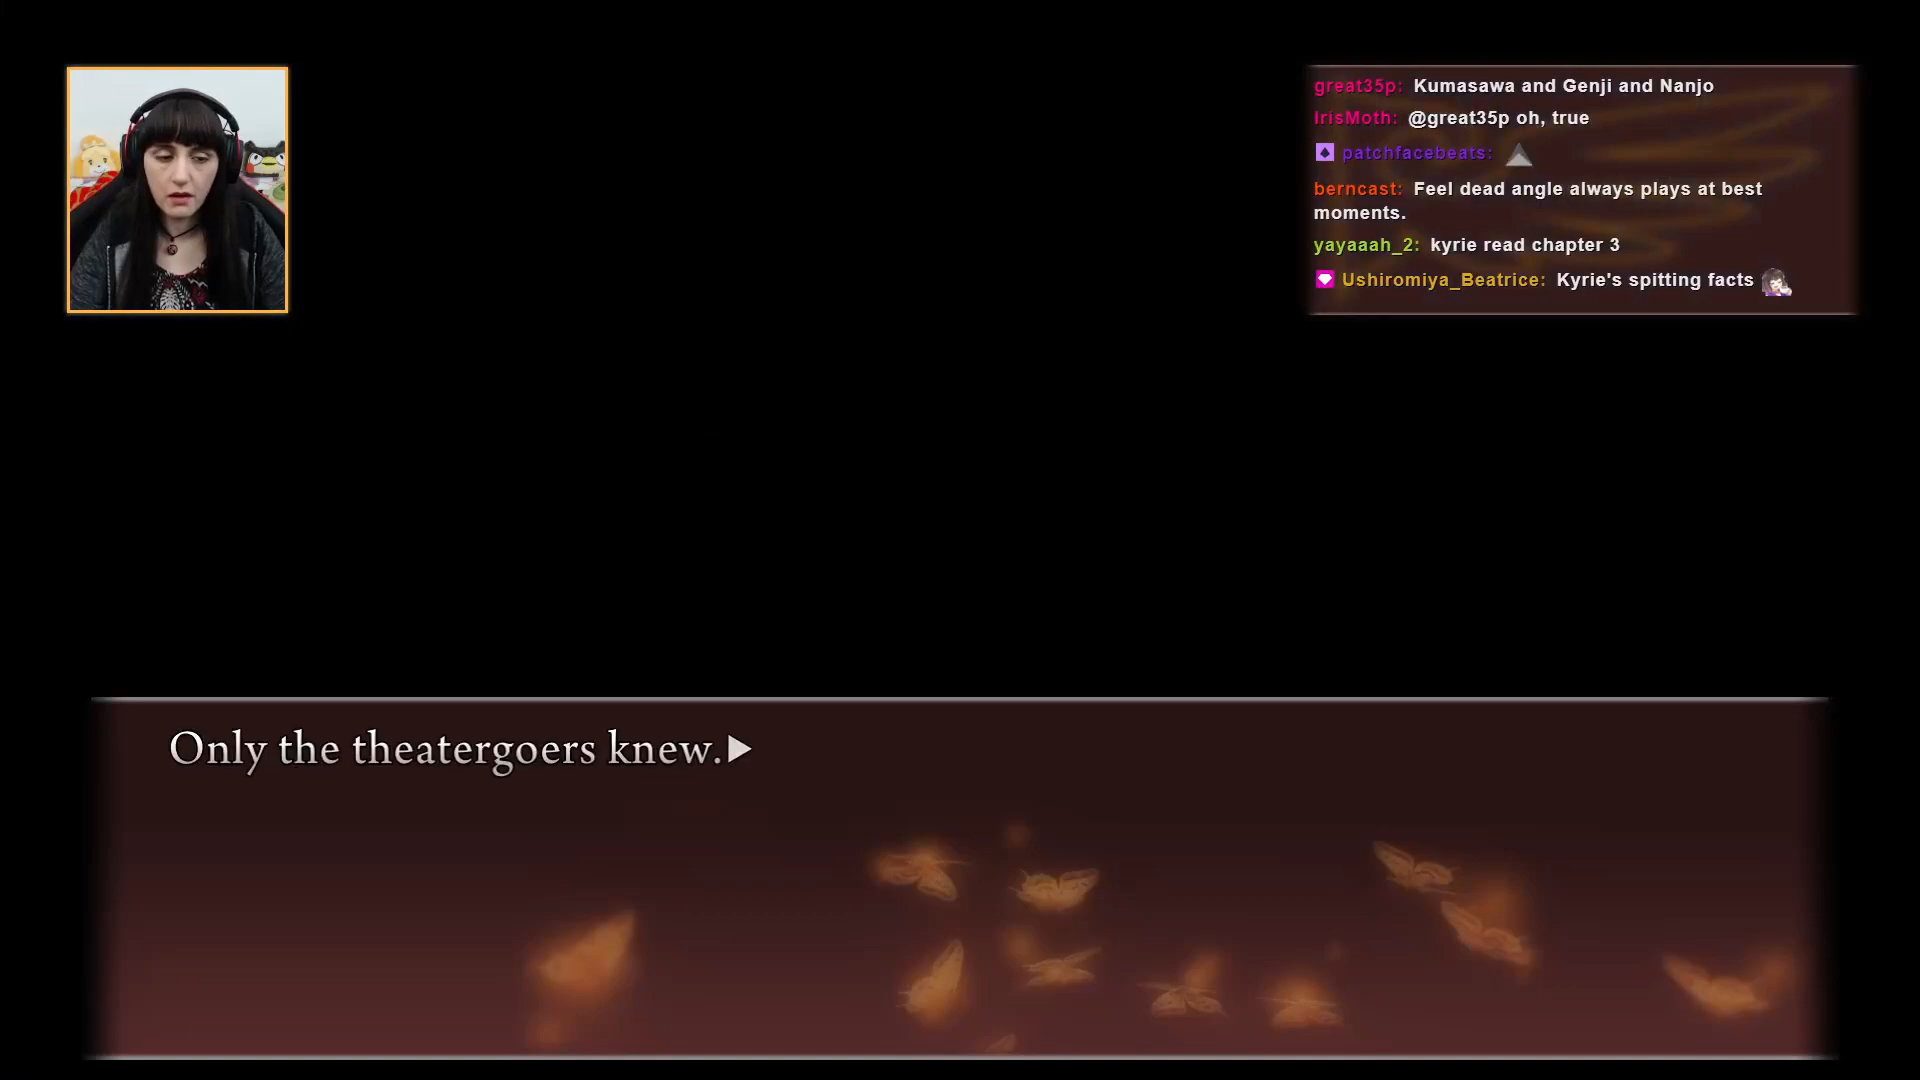 great35p: Kumasawa and Genji and Nanjo
IrisMoth: @great35p oh, true
patchfacebeats:
berncast: Feel dead angle always plays at best
moments.
yayaaah_2: kyrie read chapter 3
Ushiromiya_Beatrice: Kyrie's spitting facts
Only the theatergoers knew.